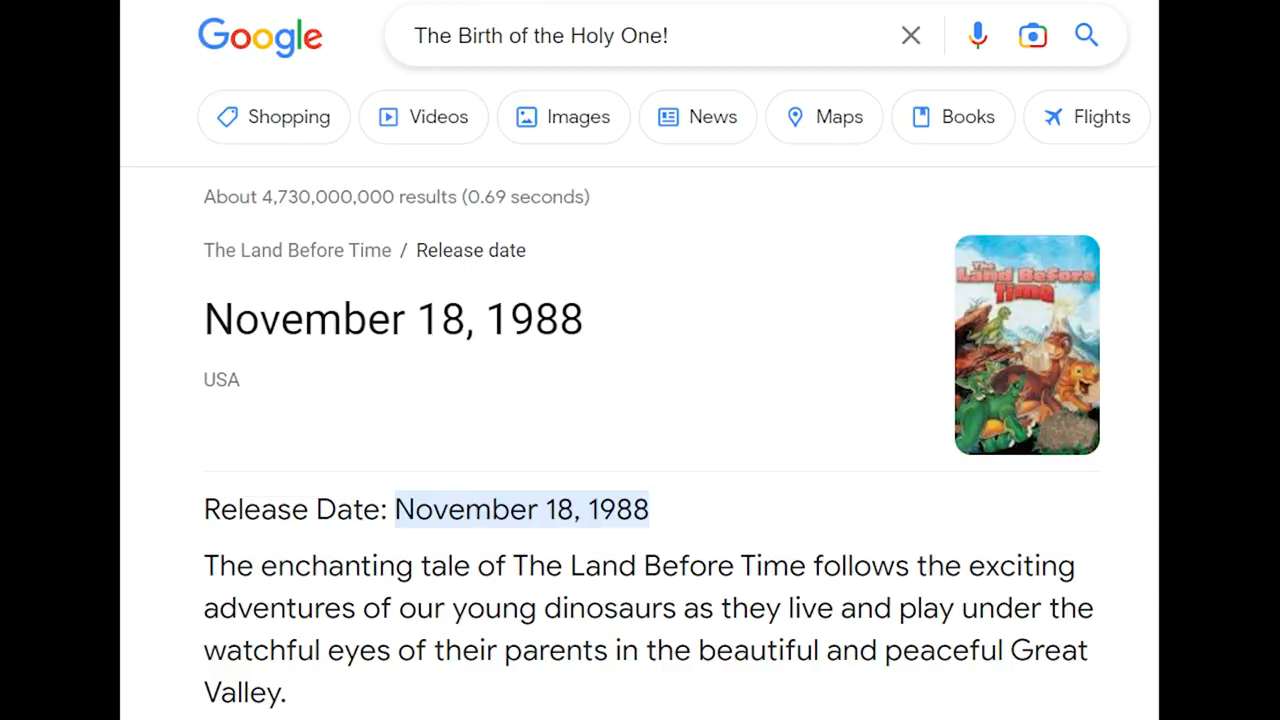 Google
The Birth of the Holy One!
Shopping Videos Images News Maps Books Flights
About 4,730,000,000 results (0.69 seconds)
The Land Before Time / Release date
November 18, 1988
USA
The
Land Before
Time
Release Date: November 18, 1988
The enchanting tale of The Land Before Time follows the exciting
adventures of our young dinosaurs as they live and play under the
watchful eyes of their parents in the beautiful and peaceful Great
Valley.